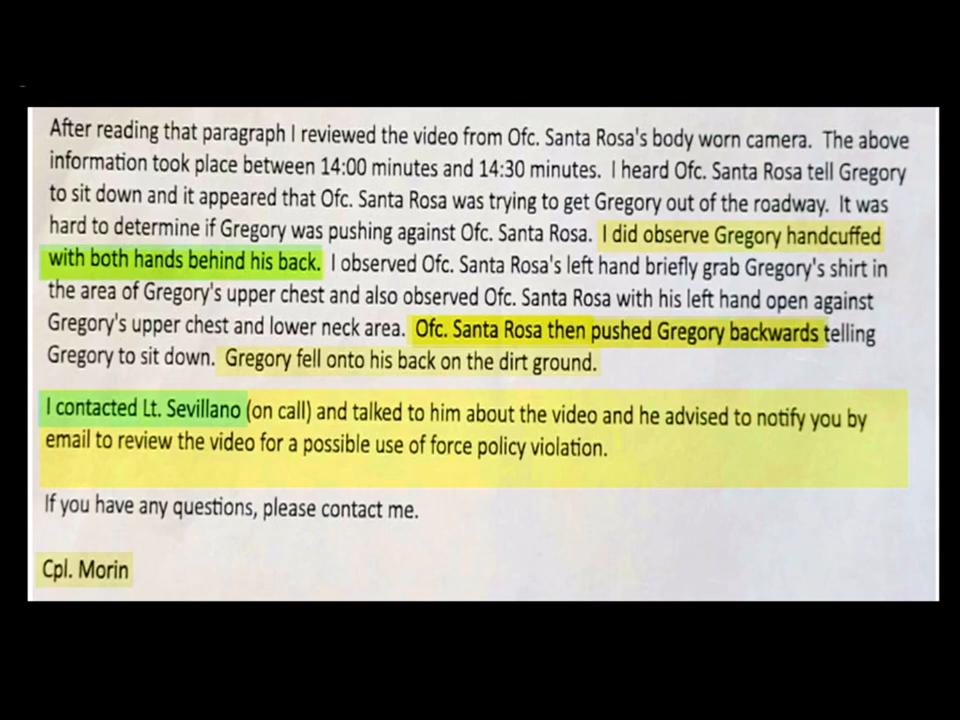 After reading that paragraph I reviewed the video from Ofc. Santa Rosa's body worn camera. The above
information took place between 14:00 minutes and 14:30 minutes. I heard Ofc. Santa Rosa tell Gregory
to sit down and it appeared that Ofc. Santa Rosa was trying to get Gregory out of the roadway. It was
hard to determine if Gregory was pushing against Ofc. Santa Rosa. I did observe Gregory handcuffed
with both hands behind his back. I observed Ofc. Santa Rosa's left hand briefly grab Gregory's shirt in
the area of Gregory's upper chest and also observed Ofc. Santa Rosa with his left hand open against
Gregory's upper chest and lower neck area. Ofc. Santa Rosa then pushed Gregory backwards telling
Gregory to sit down. Gregory fell onto his back on the dirt ground.
I contacted Lt. Sevillano (on call) and talked to him about the video and he advised to notify you by
email to review the video for a possible use of force policy violation.
If you have any questions, please contact me.
Cpl. Morin